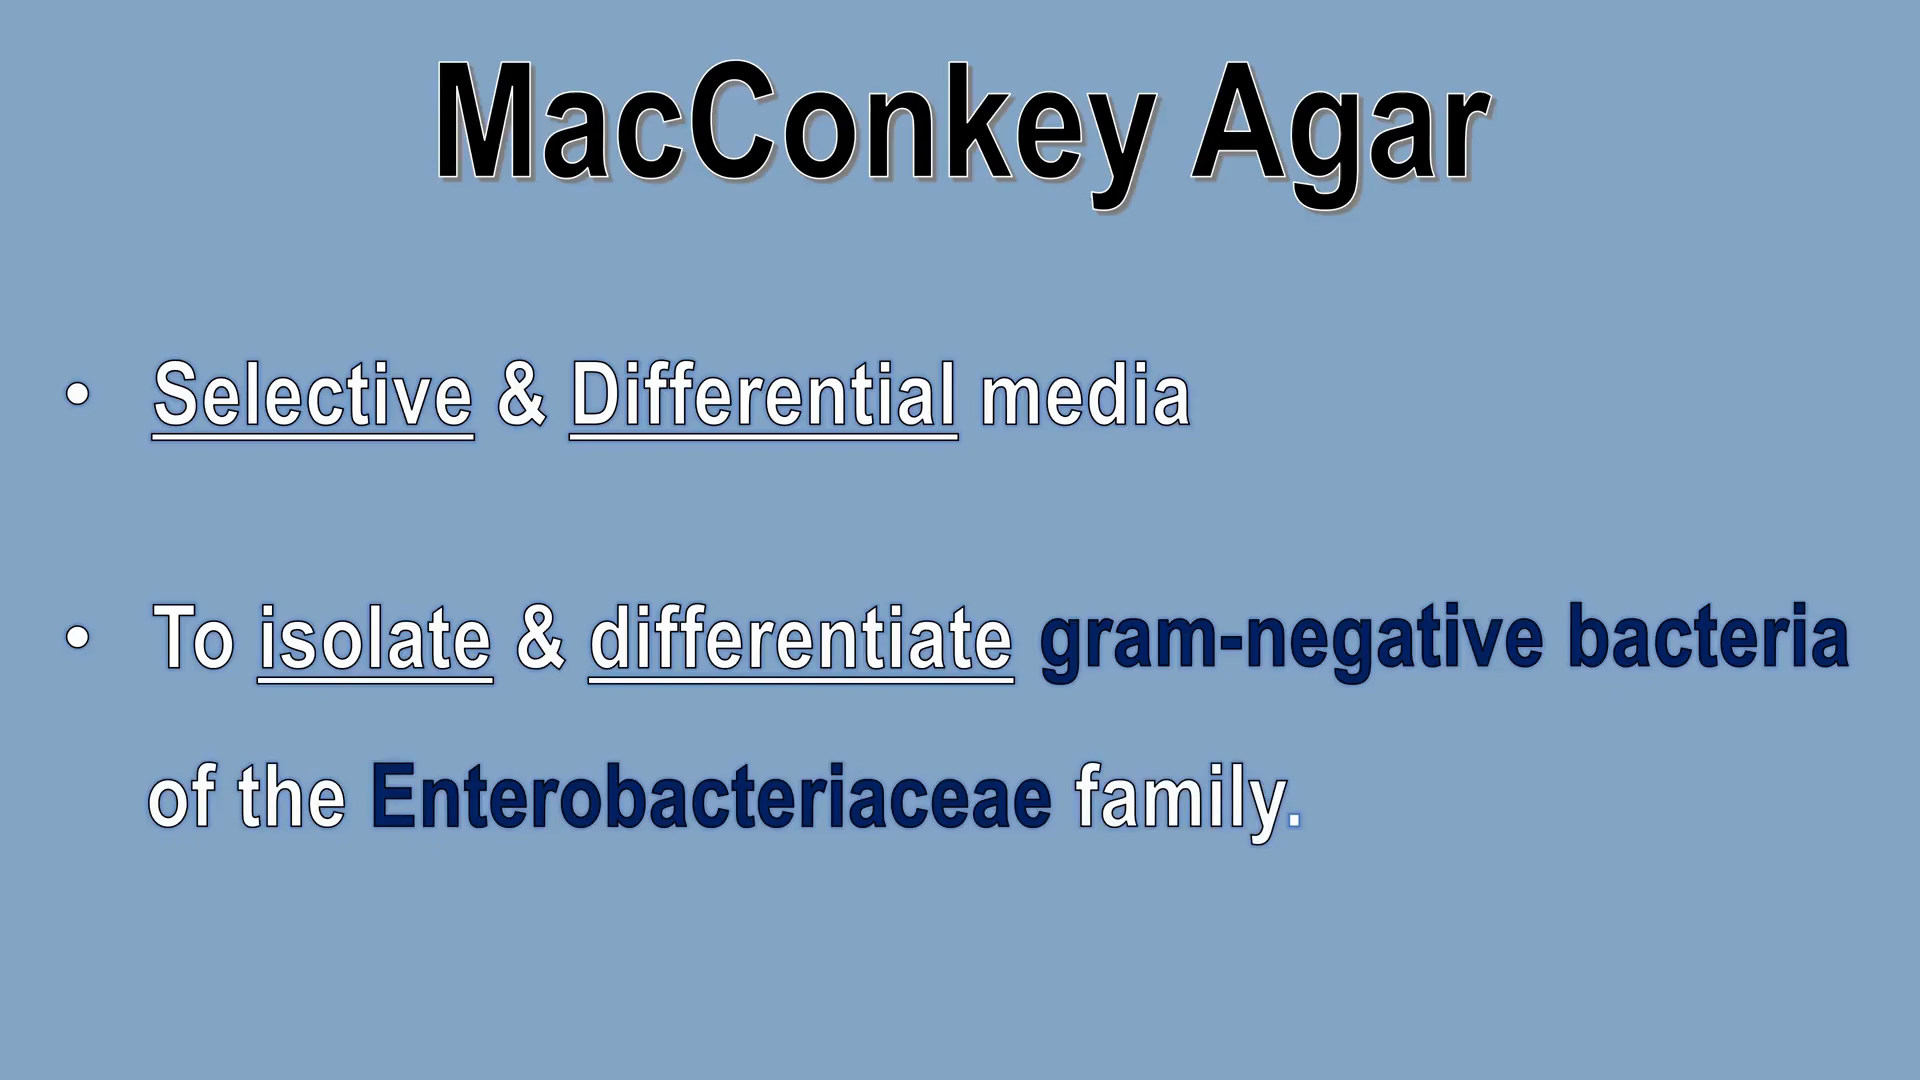 MacConkey Agar
• Selective & Differential media
• To isolate & differentiate gram-negative bacteria
of the Enterobacteriaceae family.